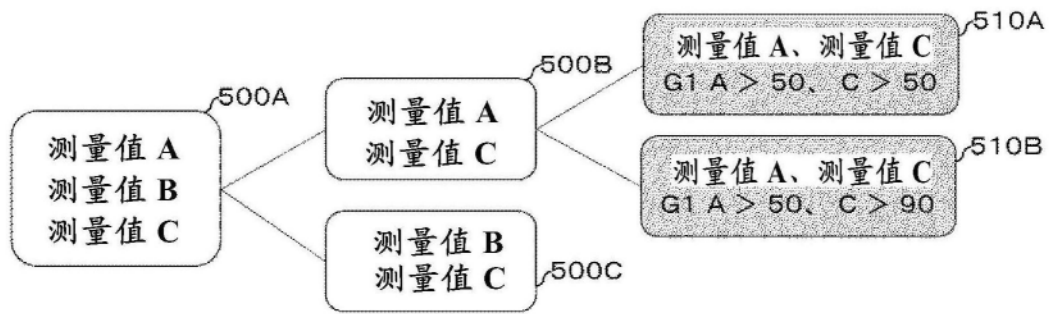 500A
测量值 A
测量值 B
测量值 C
500B
测量值 A
测量值 C
500C
测量值 B
测量值 C
510A
测量值 A、测量值 C
G1 A > 50、C > 50
510B
测量值 A、测量值 C
G1 A > 50、C > 90